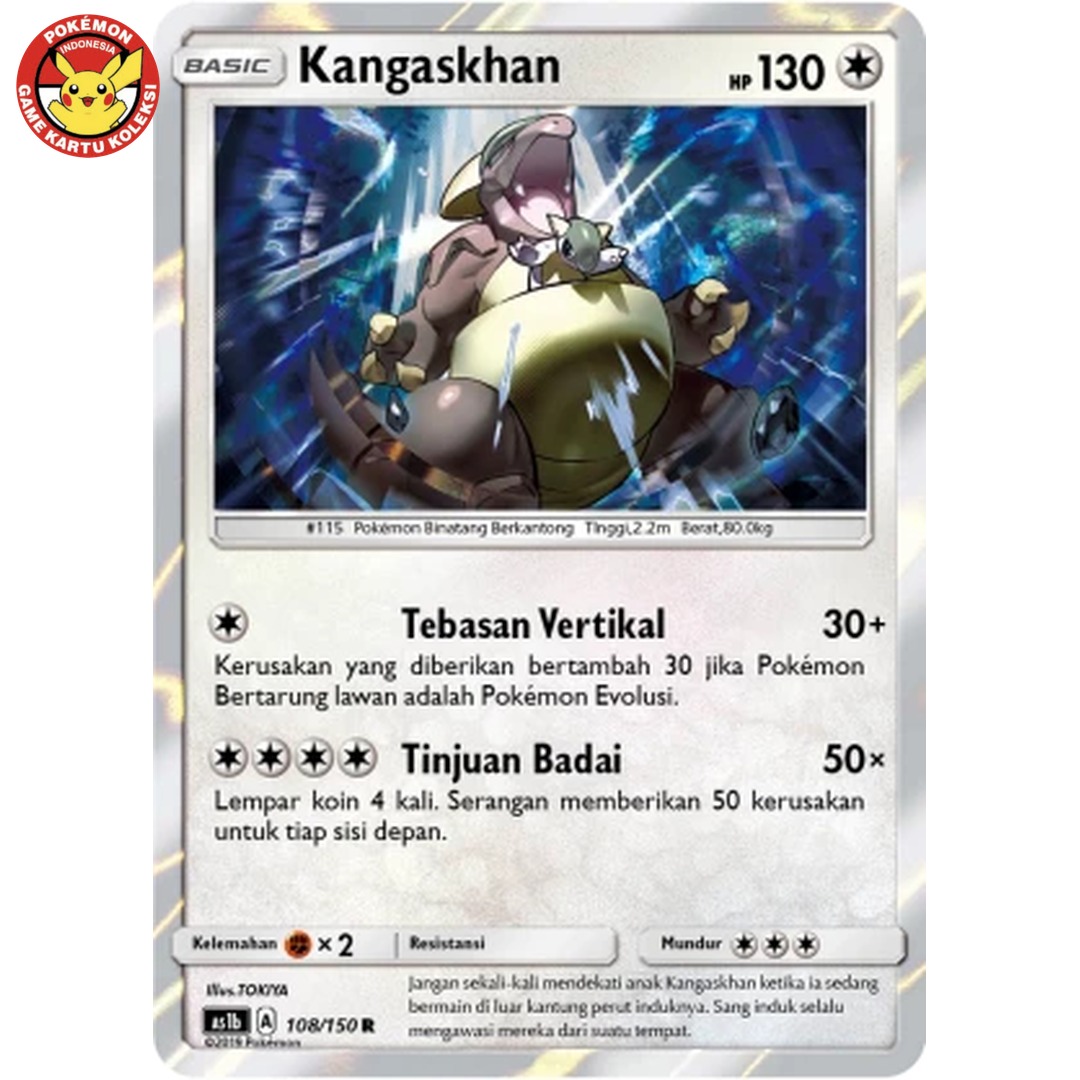 POKÉMON
INDONESIA
GAME KARTU KOLEKSI
BASIC
Kangaskhan
HP 130
#115 Pokémon Binatang Berkantong TInggi,2.2m Berat,80.0kg
Tebasan Vertikal 30+
Kerusakan yang diberikan bertambah 30 jika Pokémon
Bertarung lawan adalah Pokémon Evolusi.
Tinjuan Badai 50×
Lempar koin 4 kali. Serangan memberikan 50 kerusakan
untuk tiap sisi depan.
Kelemahan ×2 Resistansi Mundur
Illus.TOKIYA
Jangan sekali-kali mendekati anak Kangaskhan ketika ia sedang
bermain di luar kantung perut induknya. Sang induk selalu
mengawasi mereka dari suatu tempat.
AS1b A 108/150 R
©2019 Pokémon